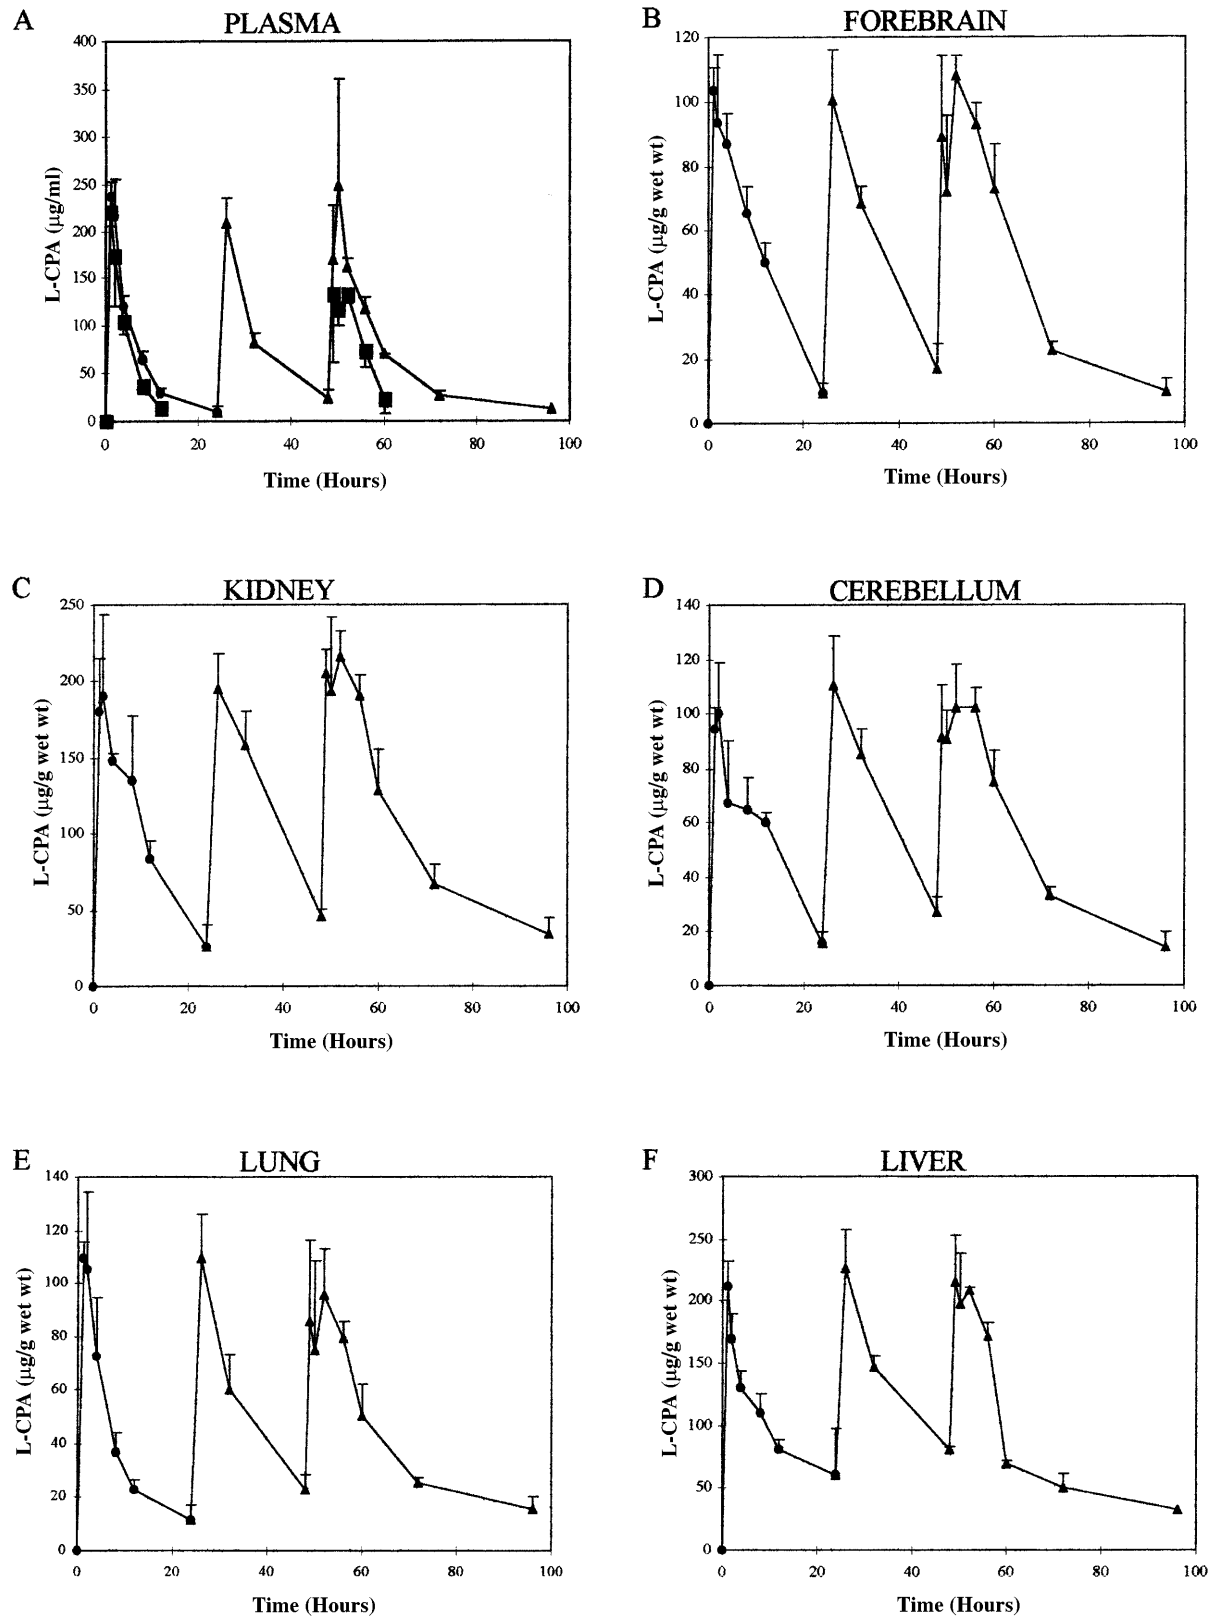 A
PLASMA
400
350
300
250
200
150
100
50
0
L-CPA (μg/ml)
0 20 40 60 80 100
Time (Hours)
B
FOREBRAIN
120
100
80
60
40
20
0
L-CPA (μg/g wet wt)
0 20 40 60 80 100
Time (Hours)
C
KIDNEY
250
200
150
100
50
0
L-CPA (μg/g wet wt)
0 20 40 60 80 100
Time (Hours)
D
CEREBELLUM
140
120
100
80
60
40
20
0
L-CPA (μg/g wet wt)
0 20 40 60 80 100
Time (Hours)
E
LUNG
140
120
100
80
60
40
20
0
L-CPA (μg/g wet wt)
0 20 40 60 80 100
Time (Hours)
F
LIVER
300
250
200
150
100
50
0
L-CPA (μg/g wet wt)
0 20 40 60 80 100
Time (Hours)